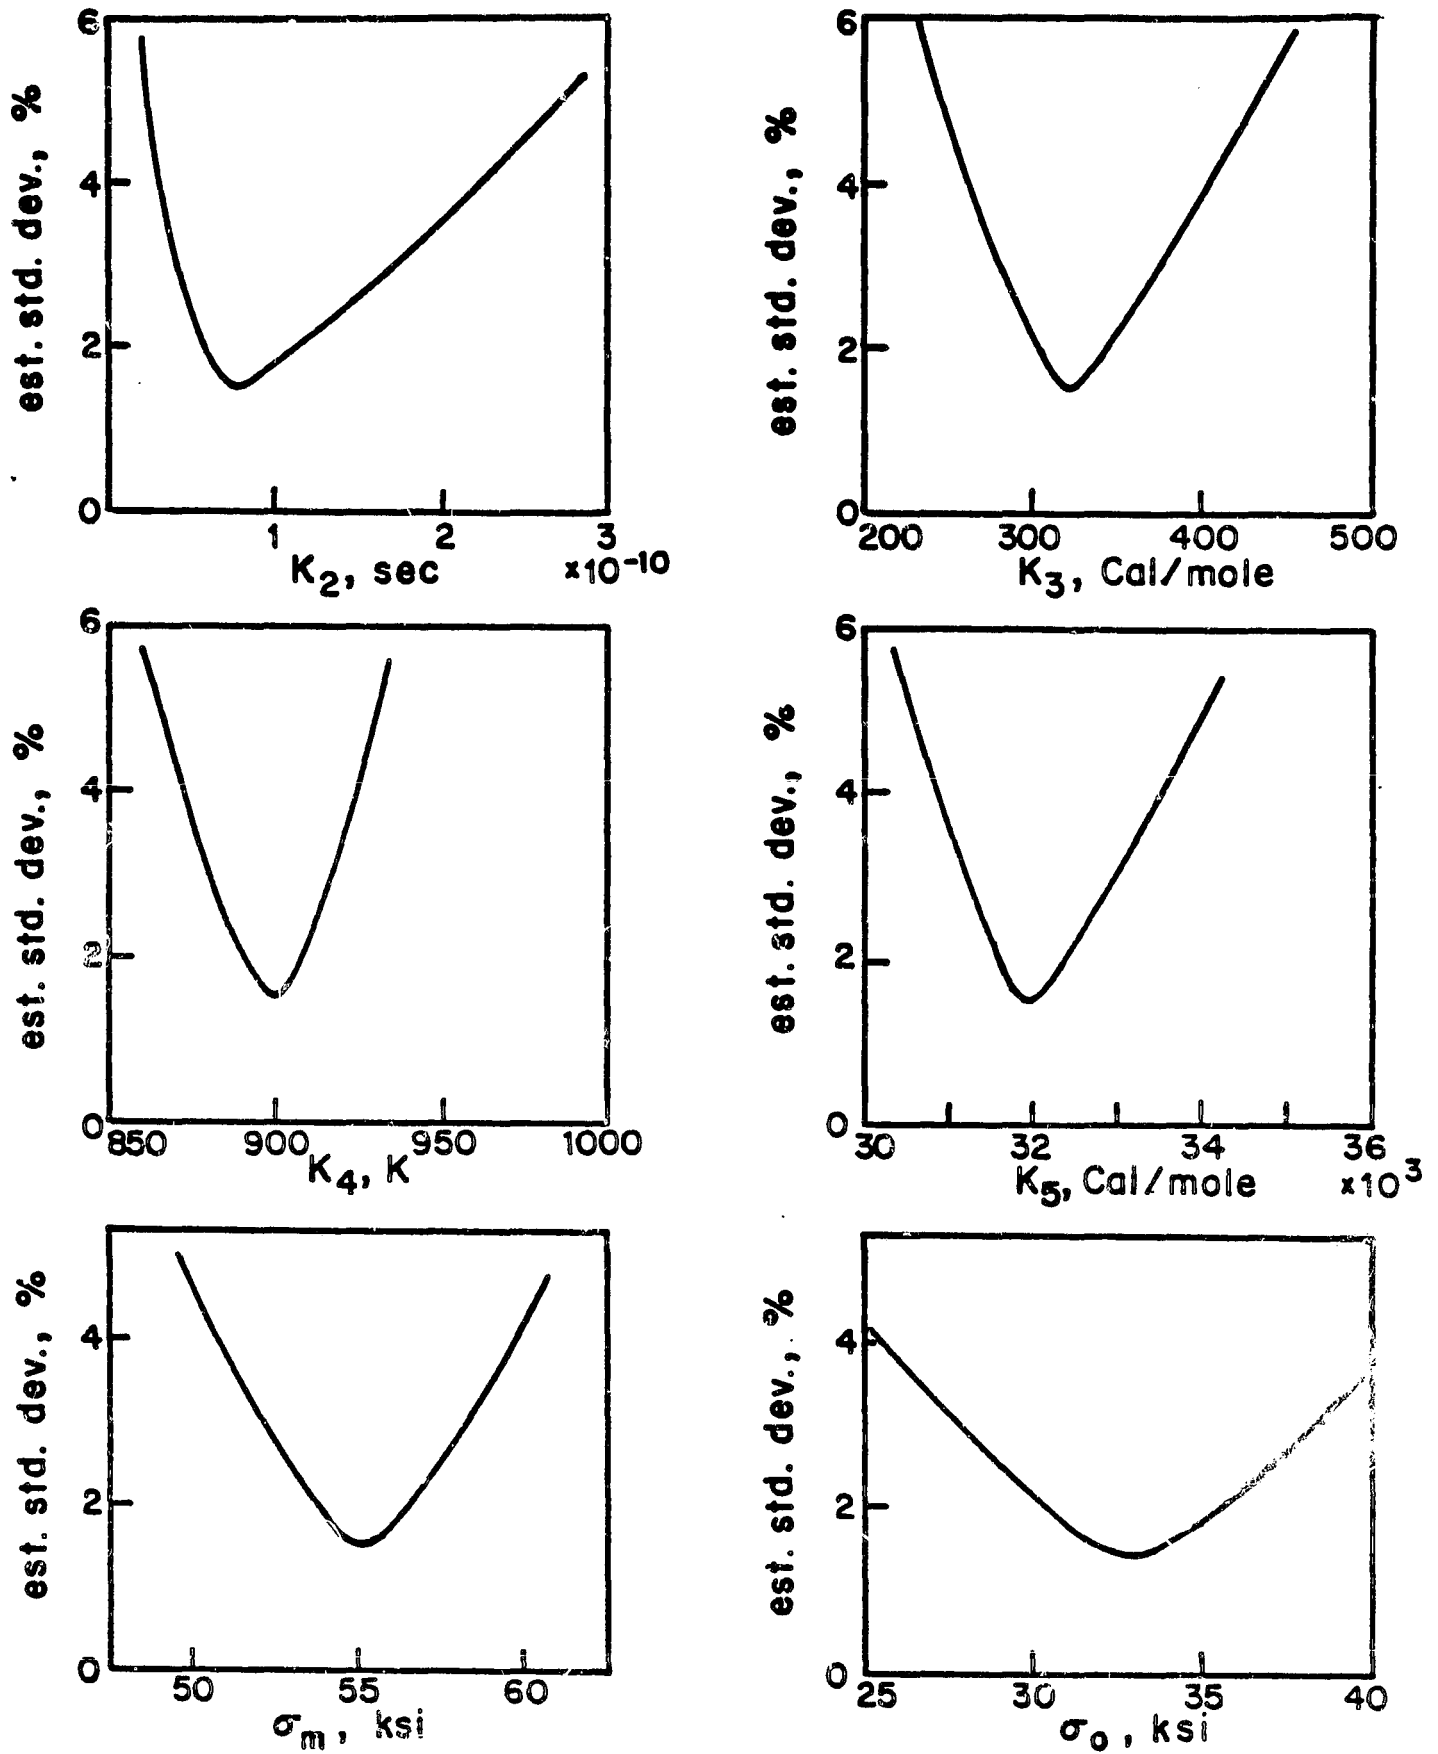 est. std. dev., %
6
4
2
0
1 2 3
K2, sec x10-10
est. std. dev., %
6
4
2
0
200 300 400 500
K3, Cal/mole
est. std. dev., %
6
4
2
0
850 900 950 1000
K4, K
est. std. dev., %
6
4
2
0
30 32 34 36
K5, Cal/mole x103
est. std. dev., %
4
2
0
50 55 60
σm, ksi
est. std. dev., %
4
2
0
25 30 35 40
σo, ksi